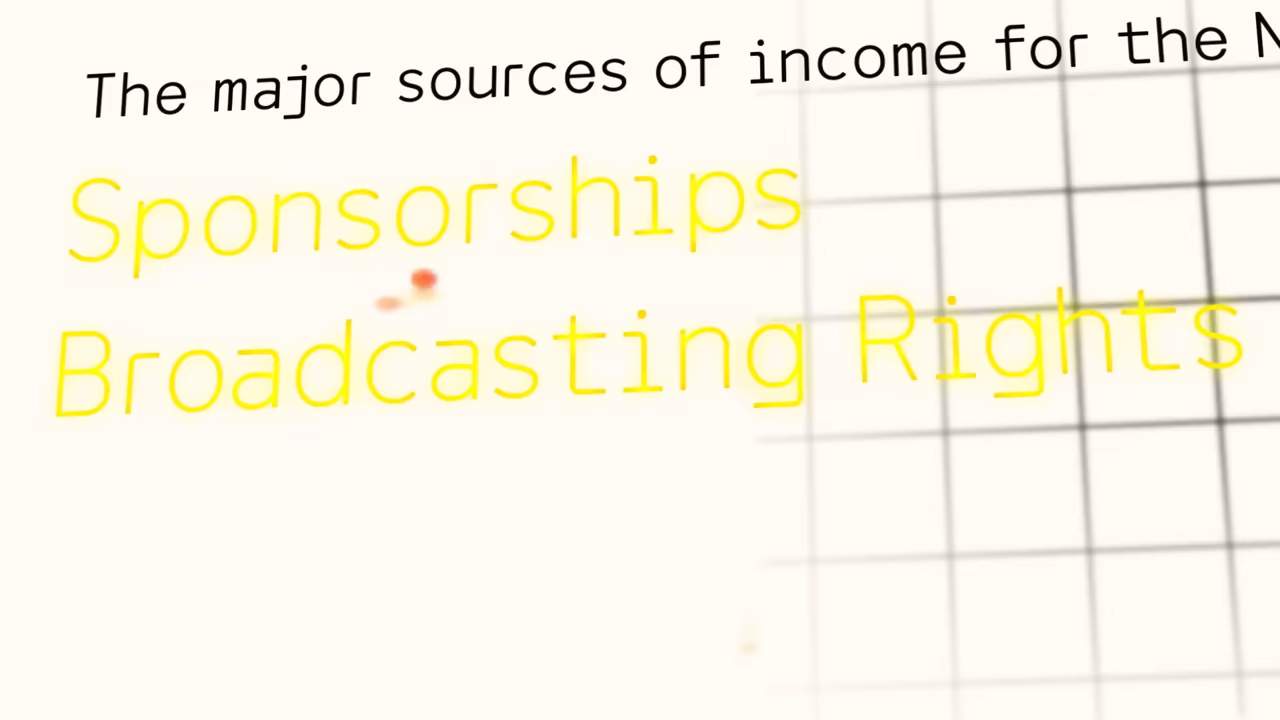 The major sources of income for the
Sponsorships
Broadcasting Rights